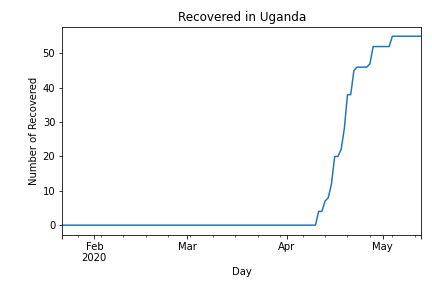 Recovered in Uganda
Number of Recovered
50
40
30
20
10
0
Feb
2020
Mar
Apr
May
Day